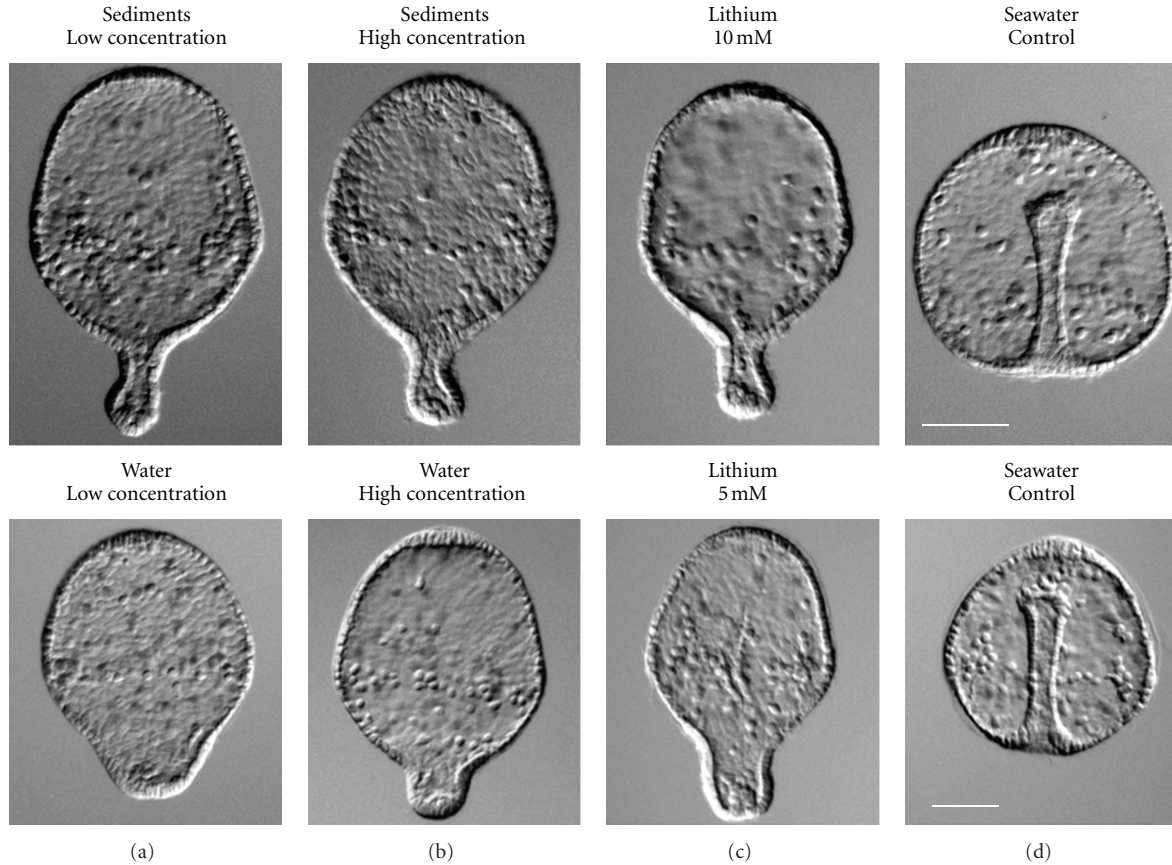 Sediments
Low concentration
Sediments
High concentration
Lithium
10 mM
Seawater
Control
Water
Low concentration
Water
High concentration
Lithium
5 mM
Seawater
Control
(a)
(b)
(c)
(d)